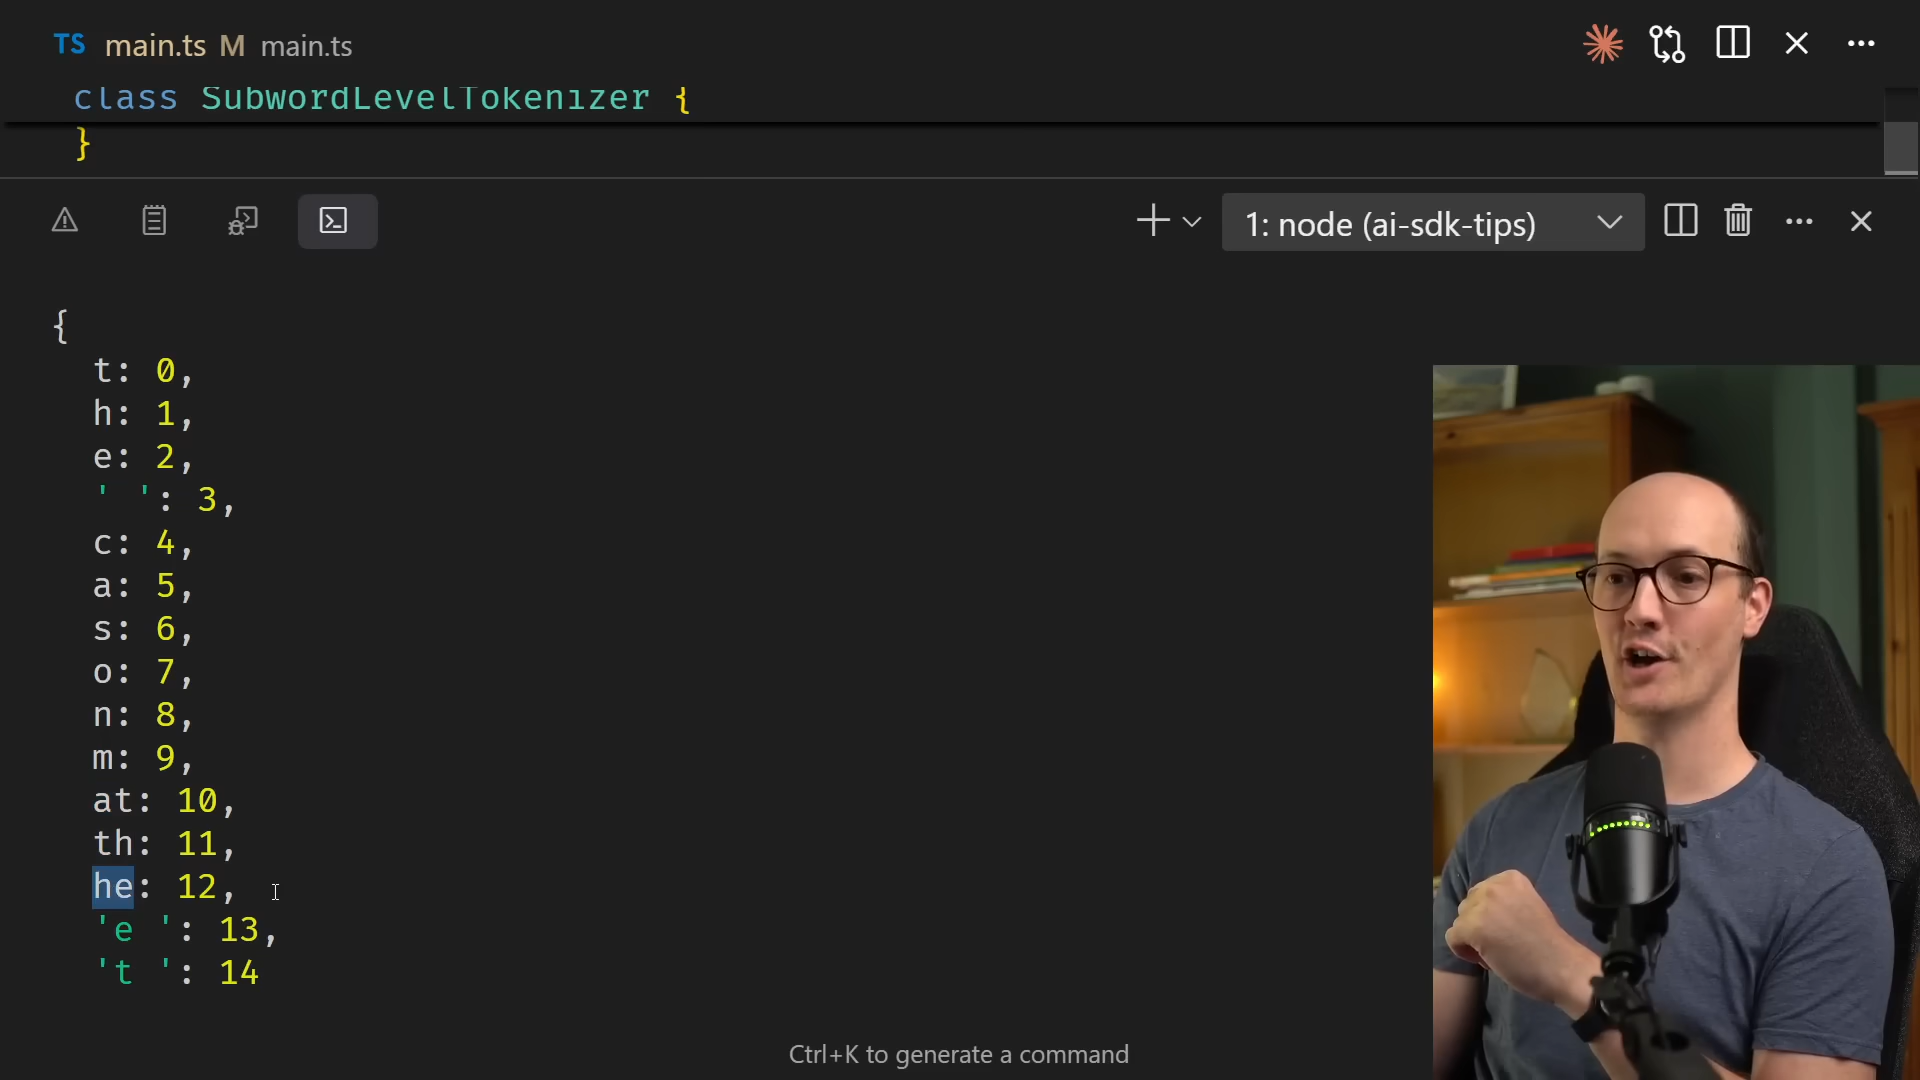 TS main.ts M main.ts
class SubwordLevelTokenizer {
}
1: node (ai-sdk-tips)
{
t: 0,
h: 1,
e: 2,
' ': 3,
c: 4,
a: 5,
s: 6,
o: 7,
n: 8,
m: 9,
at: 10,
th: 11,
he: 12,
'e ': 13,
't ': 14
Ctrl+K to generate a command